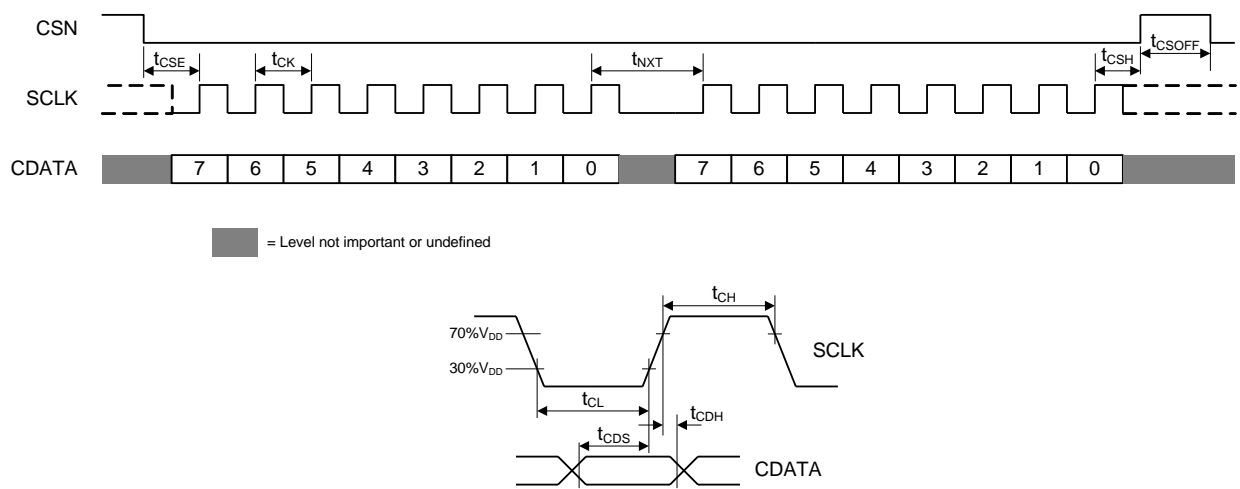 CSN
tCSE
tCK
tNXT
tCSH
tCSOFF
SCLK
CDATA
7 6 5 4 3 2 1 0 7 6 5 4 3 2 1 0
= Level not important or undefined
tCH
70%VDD
SCLK
30%VDD
tCL
tCDH
tCDS
CDATA